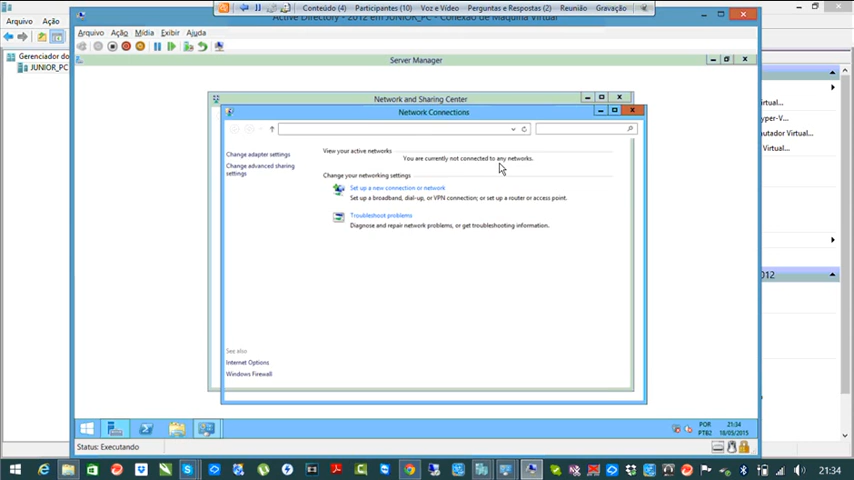 Conteúdo (4) Participantes (10) Voz e Vídeo Perguntas e Respostas (2) Reunião Gravação
Active Directory - 2012 em JUNIOR_PC - Conexão de Máquina Virtual
Arquivo Ação
Arquivo Ação Mídia Exibir Ajuda
Gerenciador do
JUNIOR_PC
Server Manager
Network and Sharing Center
Network Connections
View your active networks
You are currently not connected to any networks.
Change adapter settings
Change advanced sharing
settings
Change your networking settings
Set up a new connection or network
Set up a broadband, dial-up, or VPN connection; or set up a router or access point.
Troubleshoot problems
Diagnose and repair network problems, or get troubleshooting information.
See also
Internet Options
Windows Firewall
irtual...
yper-V...
utador Virtual...
Virtual...
012
POR
PTB2
21:34
18/05/2015
Status: Executando
21:34